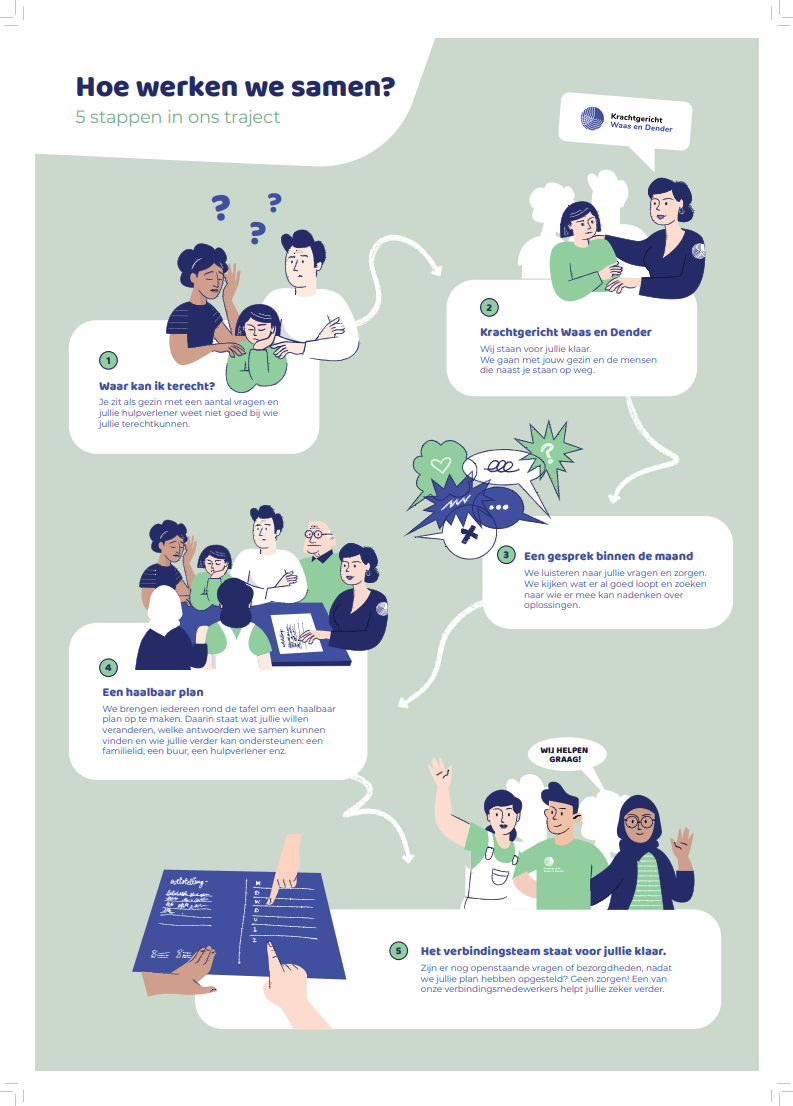 Hoe werken we samen?
5 stappen in ons traject
Krachtgericht
Waas en Dender
? ? ?
1
Waar kan ik terecht?
Je zit als gezin met een aantal vragen en
jullie hulpverlener weet niet goed bij wie
jullie terechtkunnen.
2
Krachtgericht Waas en Dender
Wij staan voor jullie klaar.
We gaan met jouw gezin en de mensen
die naast je staan op weg.
?
3
Een gesprek binnen de maand
We luisteren naar jullie vragen en zorgen.
We kijken wat er al goed loopt en zoeken
naar wie er mee kan nadenken over
oplossingen.
4
Een haalbaar plan
We brengen iedereen rond de tafel om een haalbaar
plan op te maken. Daarin staat wat jullie willen
veranderen, welke antwoorden we samen kunnen
vinden en wie jullie verder kan ondersteunen: een
familielid, een buur, een hulpverlener enz.
WIJ HELPEN
GRAAG!
M
D
W
D
V
Z
Z
5
Het verbindingsteam staat voor jullie klaar.
Zijn er nog openstaande vragen of bezorgdheden, nadat
we jullie plan hebben opgesteld? Geen zorgen! Een van
onze verbindingsmedewerkers helpt jullie zeker verder.